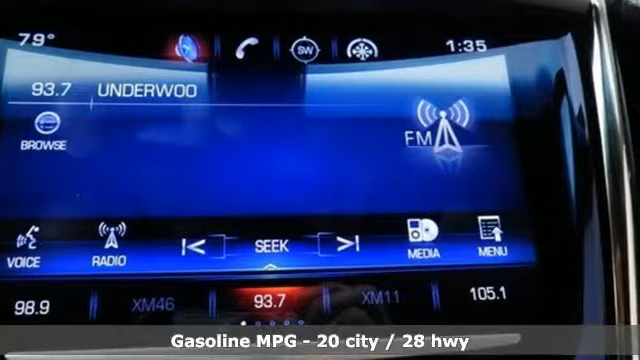 79° SW 1:35
93.7 UNDERWOO
BROWSE
FM
VOICE RADIO SEEK MEDIA MENU
98.9 XM46 93.7 XM11 105.1
Gasoline MPG - 20 city / 28 hwy